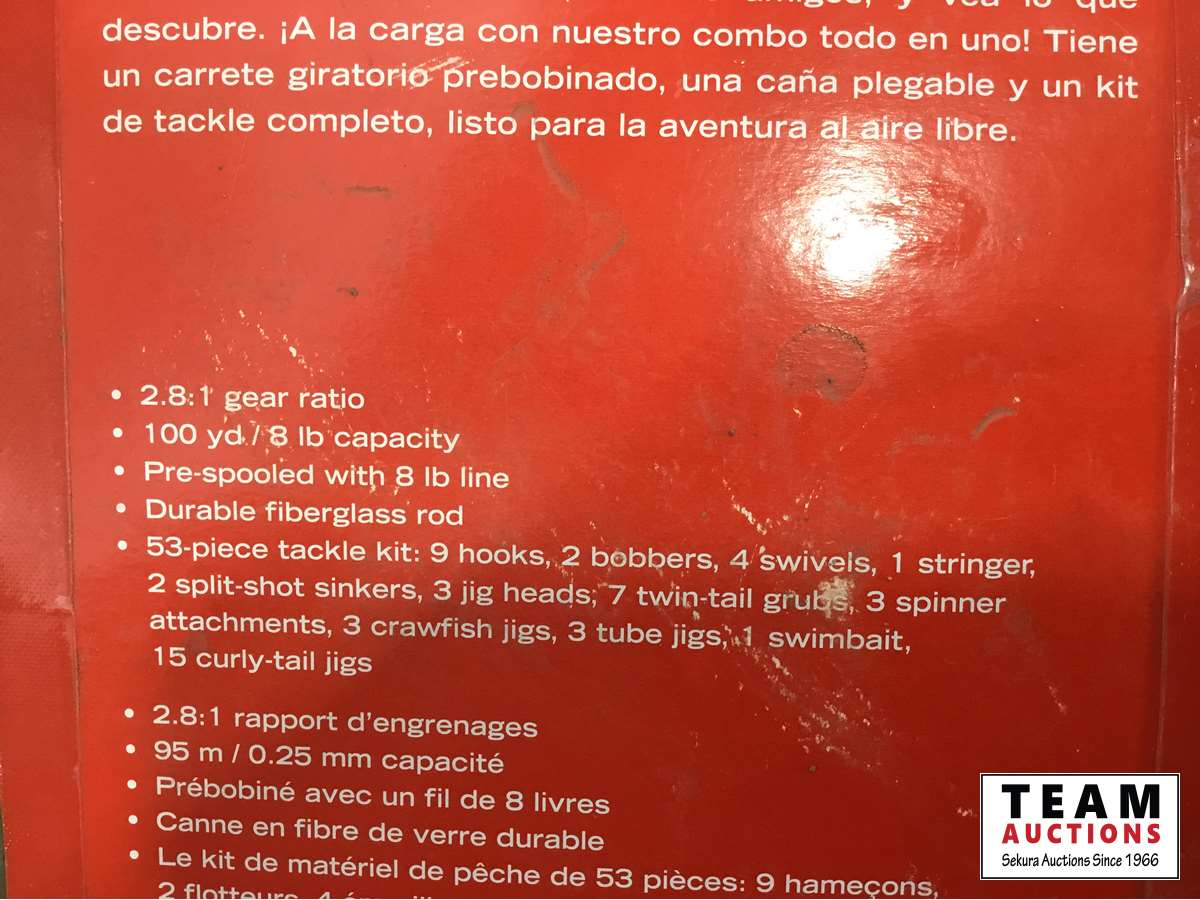 descubre. ¡A la carga con nuestro combo todo en uno! Tiene
un carrete giratorio prebobinado, una caña plegable y un kit
de tackle completo, listo para la aventura al aire libre.
• 2.8:1 gear ratio
• 100 yd./ 8 lb capacity
• Pre-spooled with 8 lb line
• Durable fiberglass rod
• 53-piece tackle kit: 9 hooks, 2 bobbers, 4 swivels, 1 stringer,
2 split-shot sinkers, 3 jig heads, 7 twin-tail grubs, 3 spinner
attachments, 3 crawfish jigs, 3 tube jigs, 1 swimbait,
15 curly-tail jigs
• 2.8:1 rapport d'engrenages
• 95 m / 0.25 mm capacité
• Prébobiné avec un fil de 8 livres
• Canne en fibre de verre durable
• Le kit de matériel de pêche de 53 pièces: 9 hameçons,
2 flotteurs, 4
TEAM
AUCTIONS
Sekura Auctions Since 1966